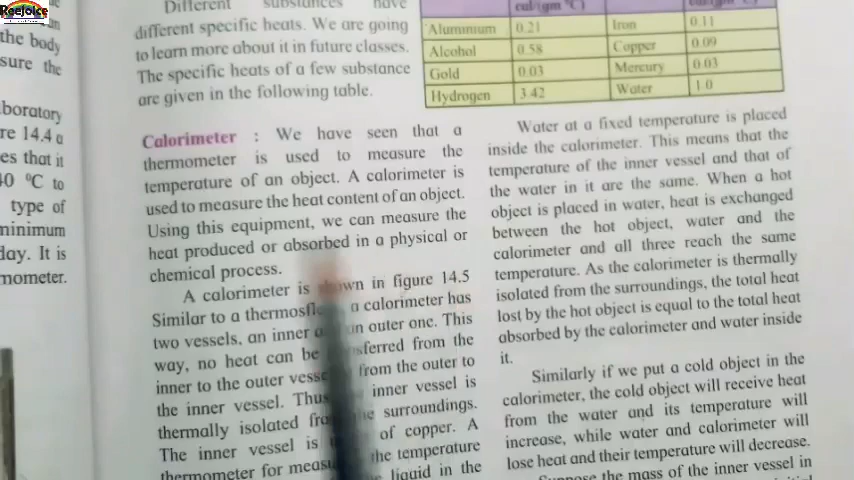 Reejoice
the body
sure the
boratory
re 14.4 a
es that it
40 °C to
type of
minimum
day. It is
mometer.
Different substances have
different specific heats. We are going
to learn more about it in future classes.
The specific heats of a few substance
are given in the following table.
cal/(gm °C) cal/(gm °C)
Aluminium 0.21 Iron 0.11
Alcohol 0.58 Copper 0.09
Gold 0.03 Mercury 0.03
Hydrogen 3.42 Water 1.0
Calorimeter : We have seen that a
thermometer is used to measure the
temperature of an object. A calorimeter is
used to measure the heat content of an object.
Using this equipment, we can measure the
heat produced or absorbed in a physical or
chemical process.
A calorimeter is shown in figure 14.5
Similar to a a calorimeter has
two vessels, an inner an outer one. This
way, no heat can be from the
inner to the outer from the outer to
the inner vessel. Thus inner vessel is
thermally isolated surroundings.
The inner vessel is of copper. A
thermometer for the temperature
liquid in the
Water at a fixed temperature is placed
inside the calorimeter. This means that the
temperature of the inner vessel and that of
the water in it are the same. When a hot
object is placed in water, heat is exchanged
between the hot object, water and the
calorimeter and all three reach the same
temperature. As the calorimeter is thermally
isolated from the surroundings, the total heat
lost by the hot object is equal to the total heat
absorbed by the calorimeter and water inside
it.
Similarly if we put a cold object in the
calorimeter, the cold object will receive heat
from the water and its temperature will
increase, while water and calorimeter will
lose heat and their temperature will decrease.
the mass of the inner vessel in